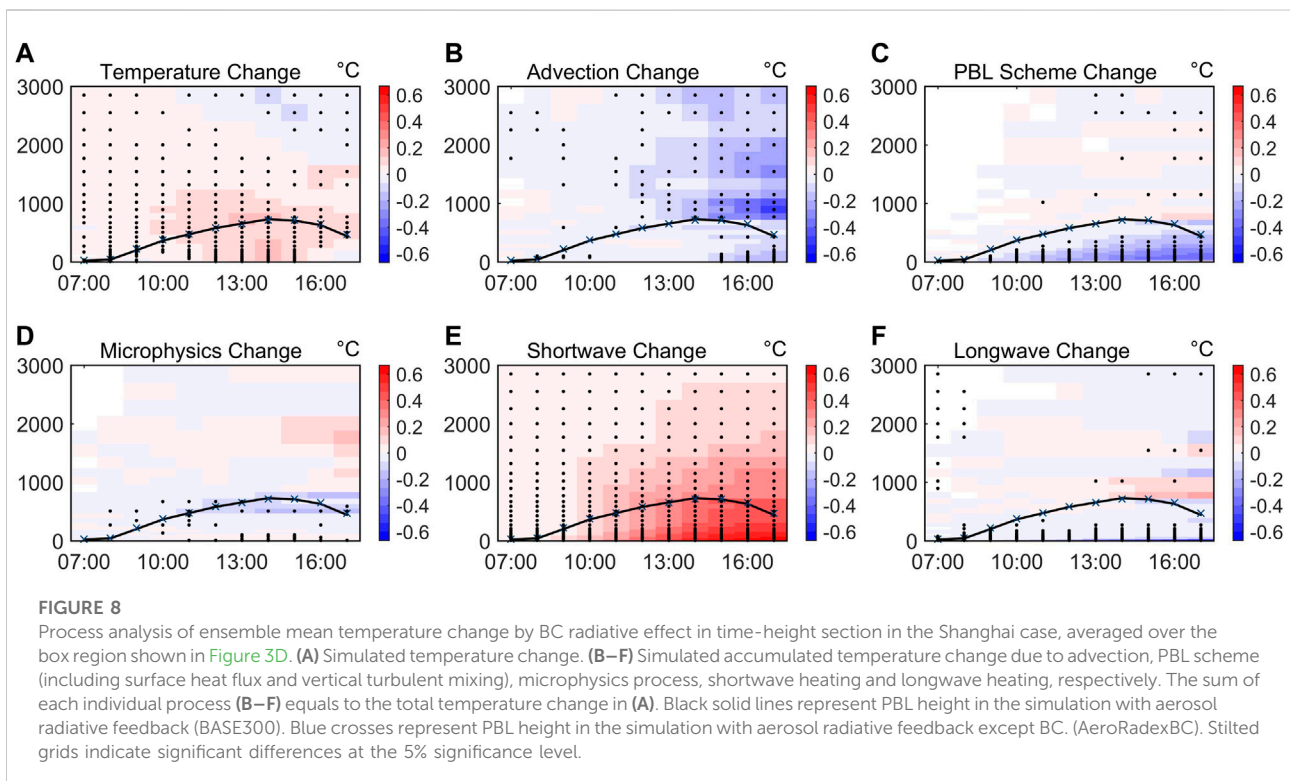 A
Temperature Change °C
3000
2000
1000
0
07:00 10:00 13:00 16:00
0.6
0.4
0.2
0
-0.2
-0.4
-0.6
B
Advection Change °C
3000
2000
1000
0
07:00 10:00 13:00 16:00
0.6
0.4
0.2
0
-0.2
-0.4
-0.6
C
PBL Scheme Change °C
3000
2000
1000
0
07:00 10:00 13:00 16:00
0.6
0.4
0.2
0
-0.2
-0.4
-0.6
D
Microphysics Change °C
3000
2000
1000
0
07:00 10:00 13:00 16:00
0.6
0.4
0.2
0
-0.2
-0.4
-0.6
E
Shortwave Change °C
3000
2000
1000
0
07:00 10:00 13:00 16:00
0.6
0.4
0.2
0
-0.2
-0.4
-0.6
F
Longwave Change °C
3000
2000
1000
0
07:00 10:00 13:00 16:00
0.6
0.4
0.2
0
-0.2
-0.4
-0.6
FIGURE 8
Process analysis of ensemble mean temperature change by BC radiative effect in time-height section in the Shanghai case, averaged over the
box region shown in Figure 3D. (A) Simulated temperature change. (B–F) Simulated accumulated temperature change due to advection, PBL scheme
(including surface heat flux and vertical turbulent mixing), microphysics process, shortwave heating and longwave heating, respectively. The sum of
each individual process (B–F) equals to the total temperature change in (A). Black solid lines represent PBL height in the simulation with aerosol
radiative feedback (BASE300). Blue crosses represent PBL height in the simulation with aerosol radiative feedback except BC. (AeroRadexBC). Stilted
grids indicate significant differences at the 5% significance level.